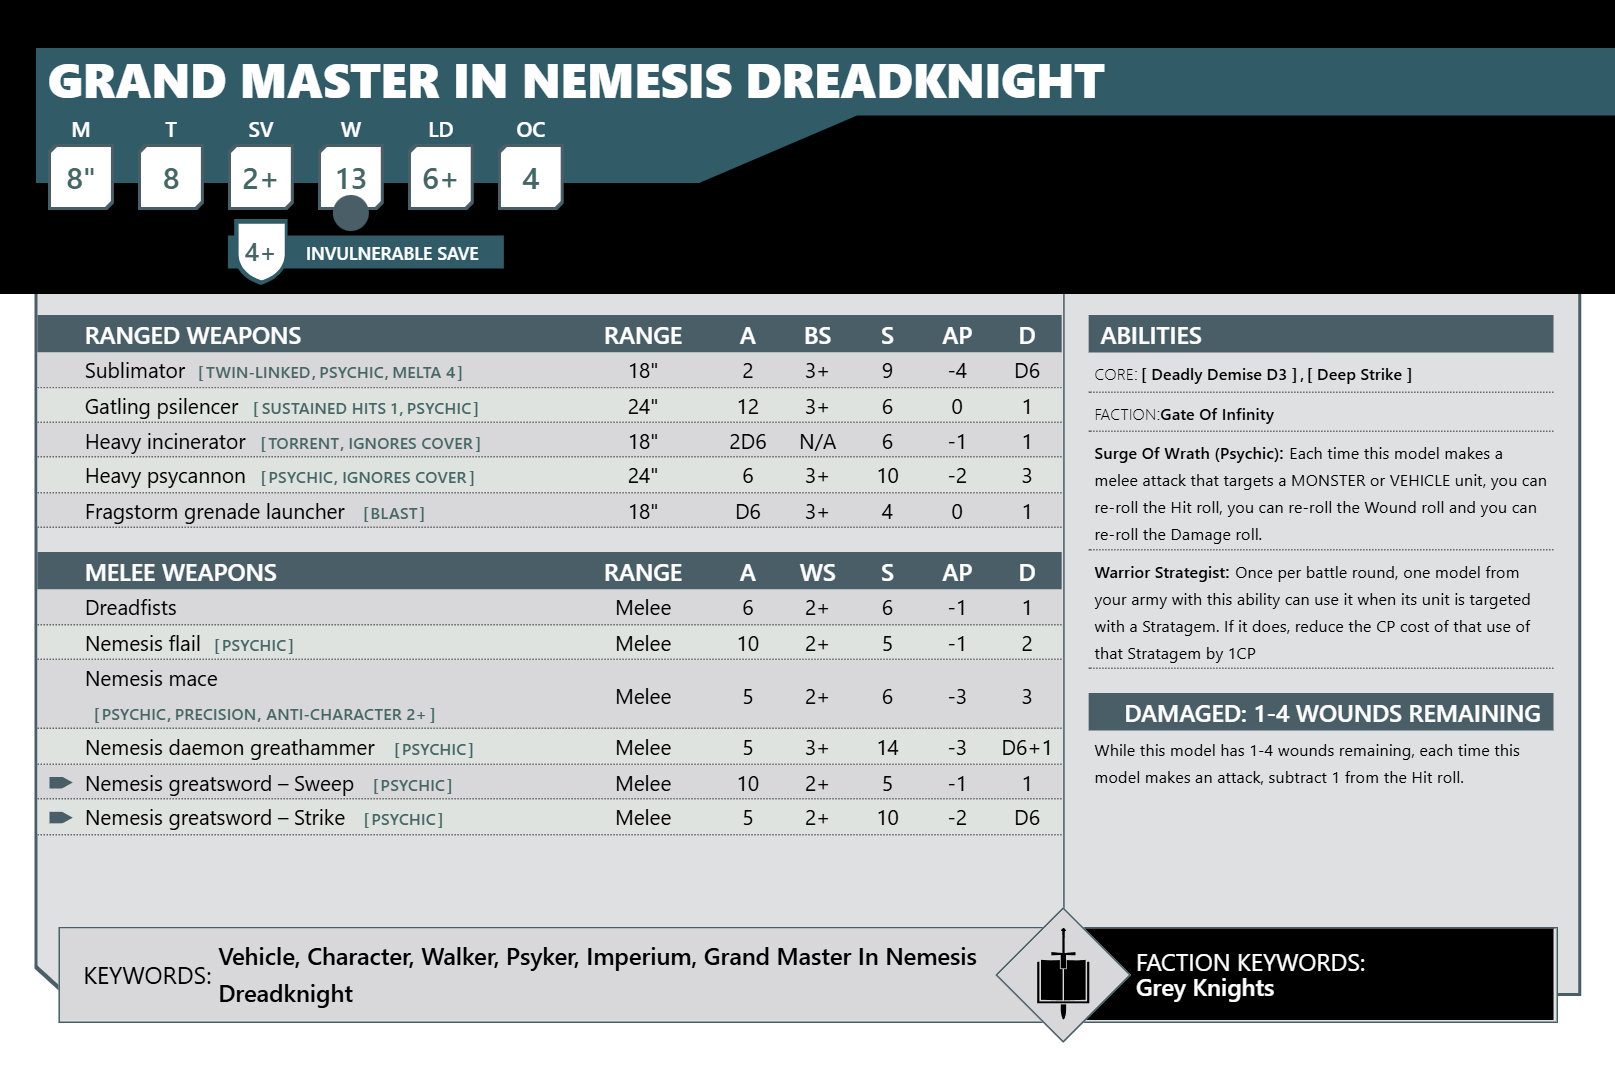 GRAND MASTER IN NEMESIS DREADKNIGHT
M T SV W LD OC
8" 8 2+ 13 6+ 4
4+ INVULNERABLE SAVE
RANGED WEAPONS RANGE A BS S AP D
Sublimator [TWIN-LINKED, PSYCHIC, MELTA 4] 18" 2 3+ 9 -4 D6
Gatling psilencer [SUSTAINED HITS 1, PSYCHIC] 24" 12 3+ 6 0 1
Heavy incinerator [TORRENT, IGNORES COVER] 18" 2D6 N/A 6 -1 1
Heavy psycannon [PSYCHIC, IGNORES COVER] 24" 6 3+ 10 -2 3
Fragstorm grenade launcher [BLAST] 18" D6 3+ 4 0 1
MELEE WEAPONS RANGE A WS S AP D
Dreadfists Melee 6 2+ 6 -1 1
Nemesis flail [PSYCHIC] Melee 10 2+ 5 -1 2
Nemesis mace
[PSYCHIC, PRECISION, ANTI-CHARACTER 2+] Melee 5 2+ 6 -3 3
Nemesis daemon greathammer [PSYCHIC] Melee 5 3+ 14 -3 D6+1
Nemesis greatsword – Sweep [PSYCHIC] Melee 10 2+ 5 -1 1
Nemesis greatsword – Strike [PSYCHIC] Melee 5 2+ 10 -2 D6
ABILITIES
CORE: [ Deadly Demise D3 ] , [ Deep Strike ]
FACTION:Gate Of Infinity
Surge Of Wrath (Psychic): Each time this model makes a
melee attack that targets a MONSTER or VEHICLE unit, you can
re-roll the Hit roll, you can re-roll the Wound roll and you can
re-roll the Damage roll.
Warrior Strategist: Once per battle round, one model from
your army with this ability can use it when its unit is targeted
with a Stratagem. If it does, reduce the CP cost of that use of
that Stratagem by 1CP
DAMAGED: 1-4 WOUNDS REMAINING
While this model has 1-4 wounds remaining, each time this
model makes an attack, subtract 1 from the Hit roll.
KEYWORDS: Vehicle, Character, Walker, Psyker, Imperium, Grand Master In Nemesis
Dreadknight
FACTION KEYWORDS:
Grey Knights